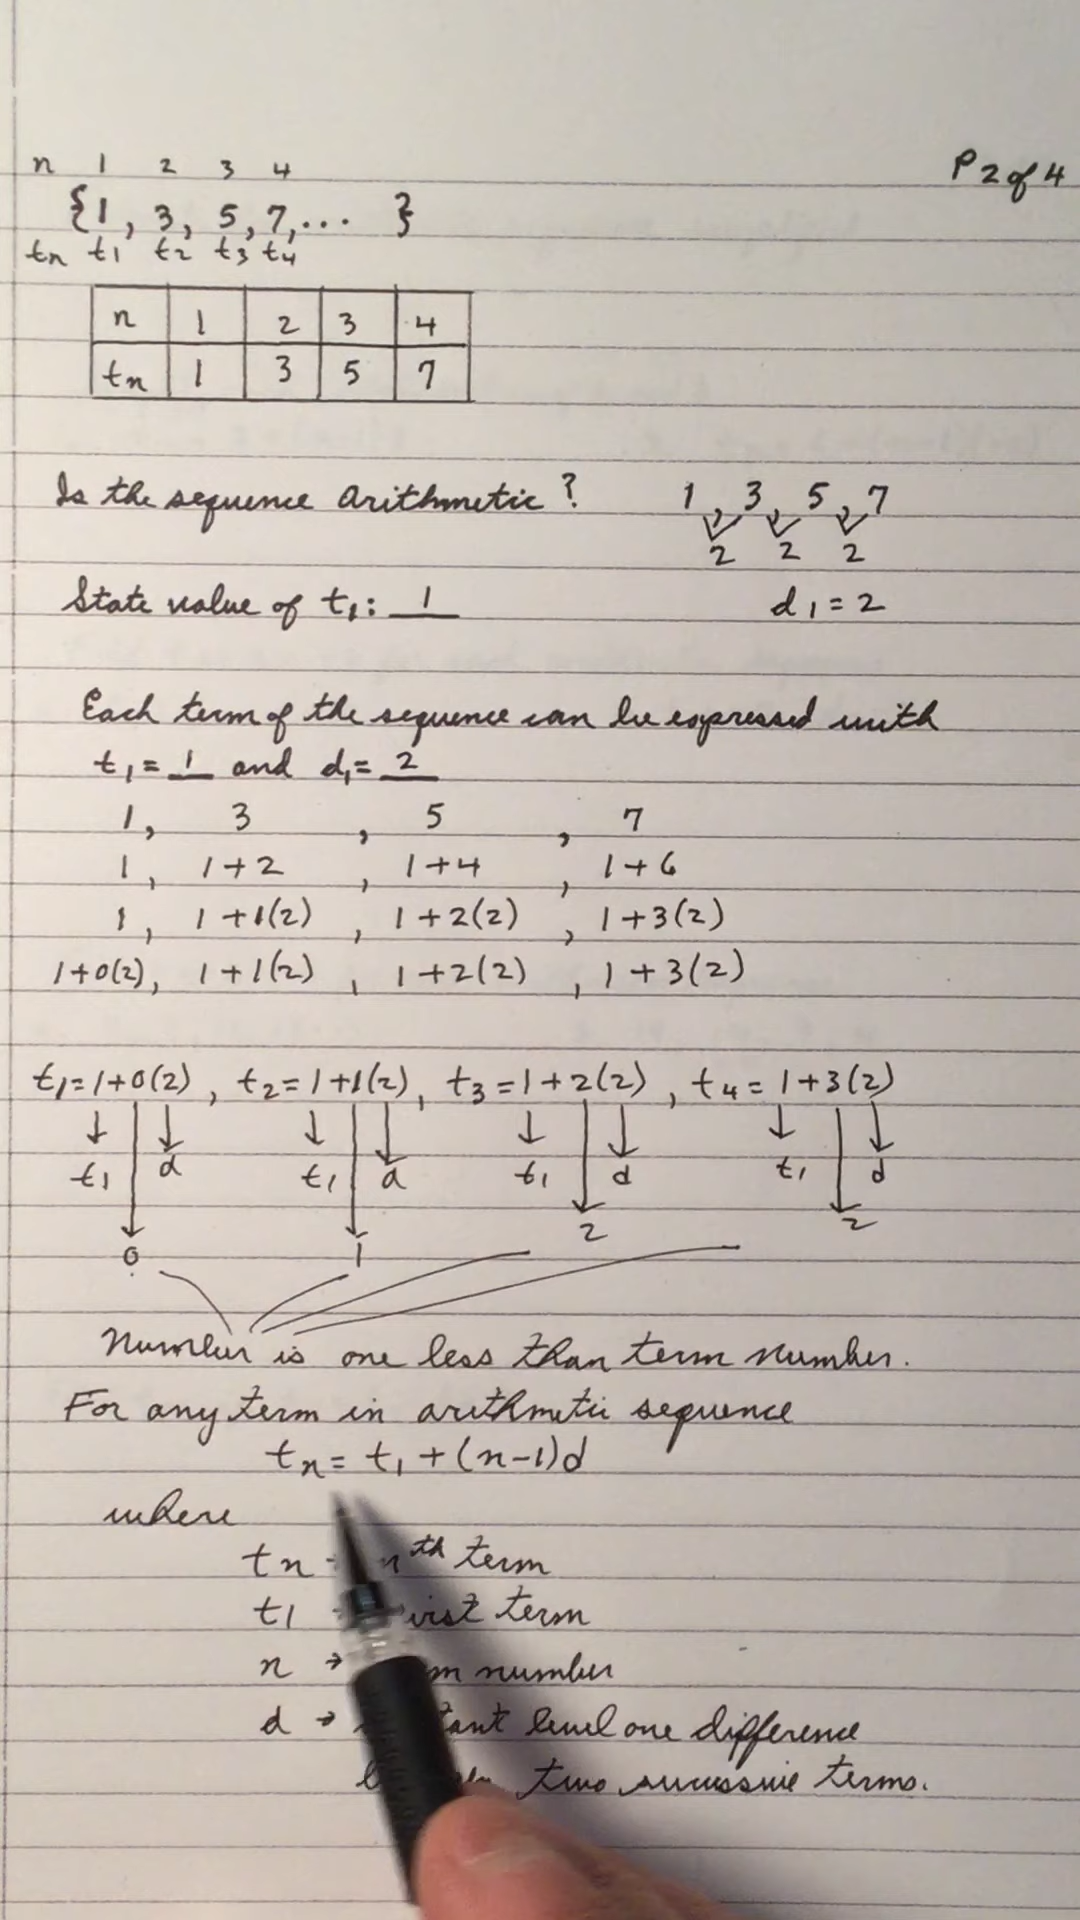 P 2 of 4
n 1 2 3 4
{1, 3, 5, 7, ... }
tn t1 t2 t3 t4
n 1 2 3 4
tn 1 3 5 7
Is the sequence arithmetic? 1, 3, 5, 7
2 2 2
State value of t1: 1 d1 = 2
Each term of the sequence can be expressed with
t1 = 1 and d1 = 2
1, 3, 5, 7
1, 1+2, 1+4, 1+6
1, 1+1(2), 1+2(2), 1+3(2)
1+0(2), 1+1(2), 1+2(2), 1+3(2)
t1=1+0(2), t2=1+1(2), t3=1+2(2), t4=1+3(2)
t1 d t1 d t1 d t1 d
0 1 2 2
Number is one less than term number.
For any term in arithmetic sequence
tn = t1 + (n-1)d
where
tn nth term
t1 term
n → number
d → level one difference
two successive terms.